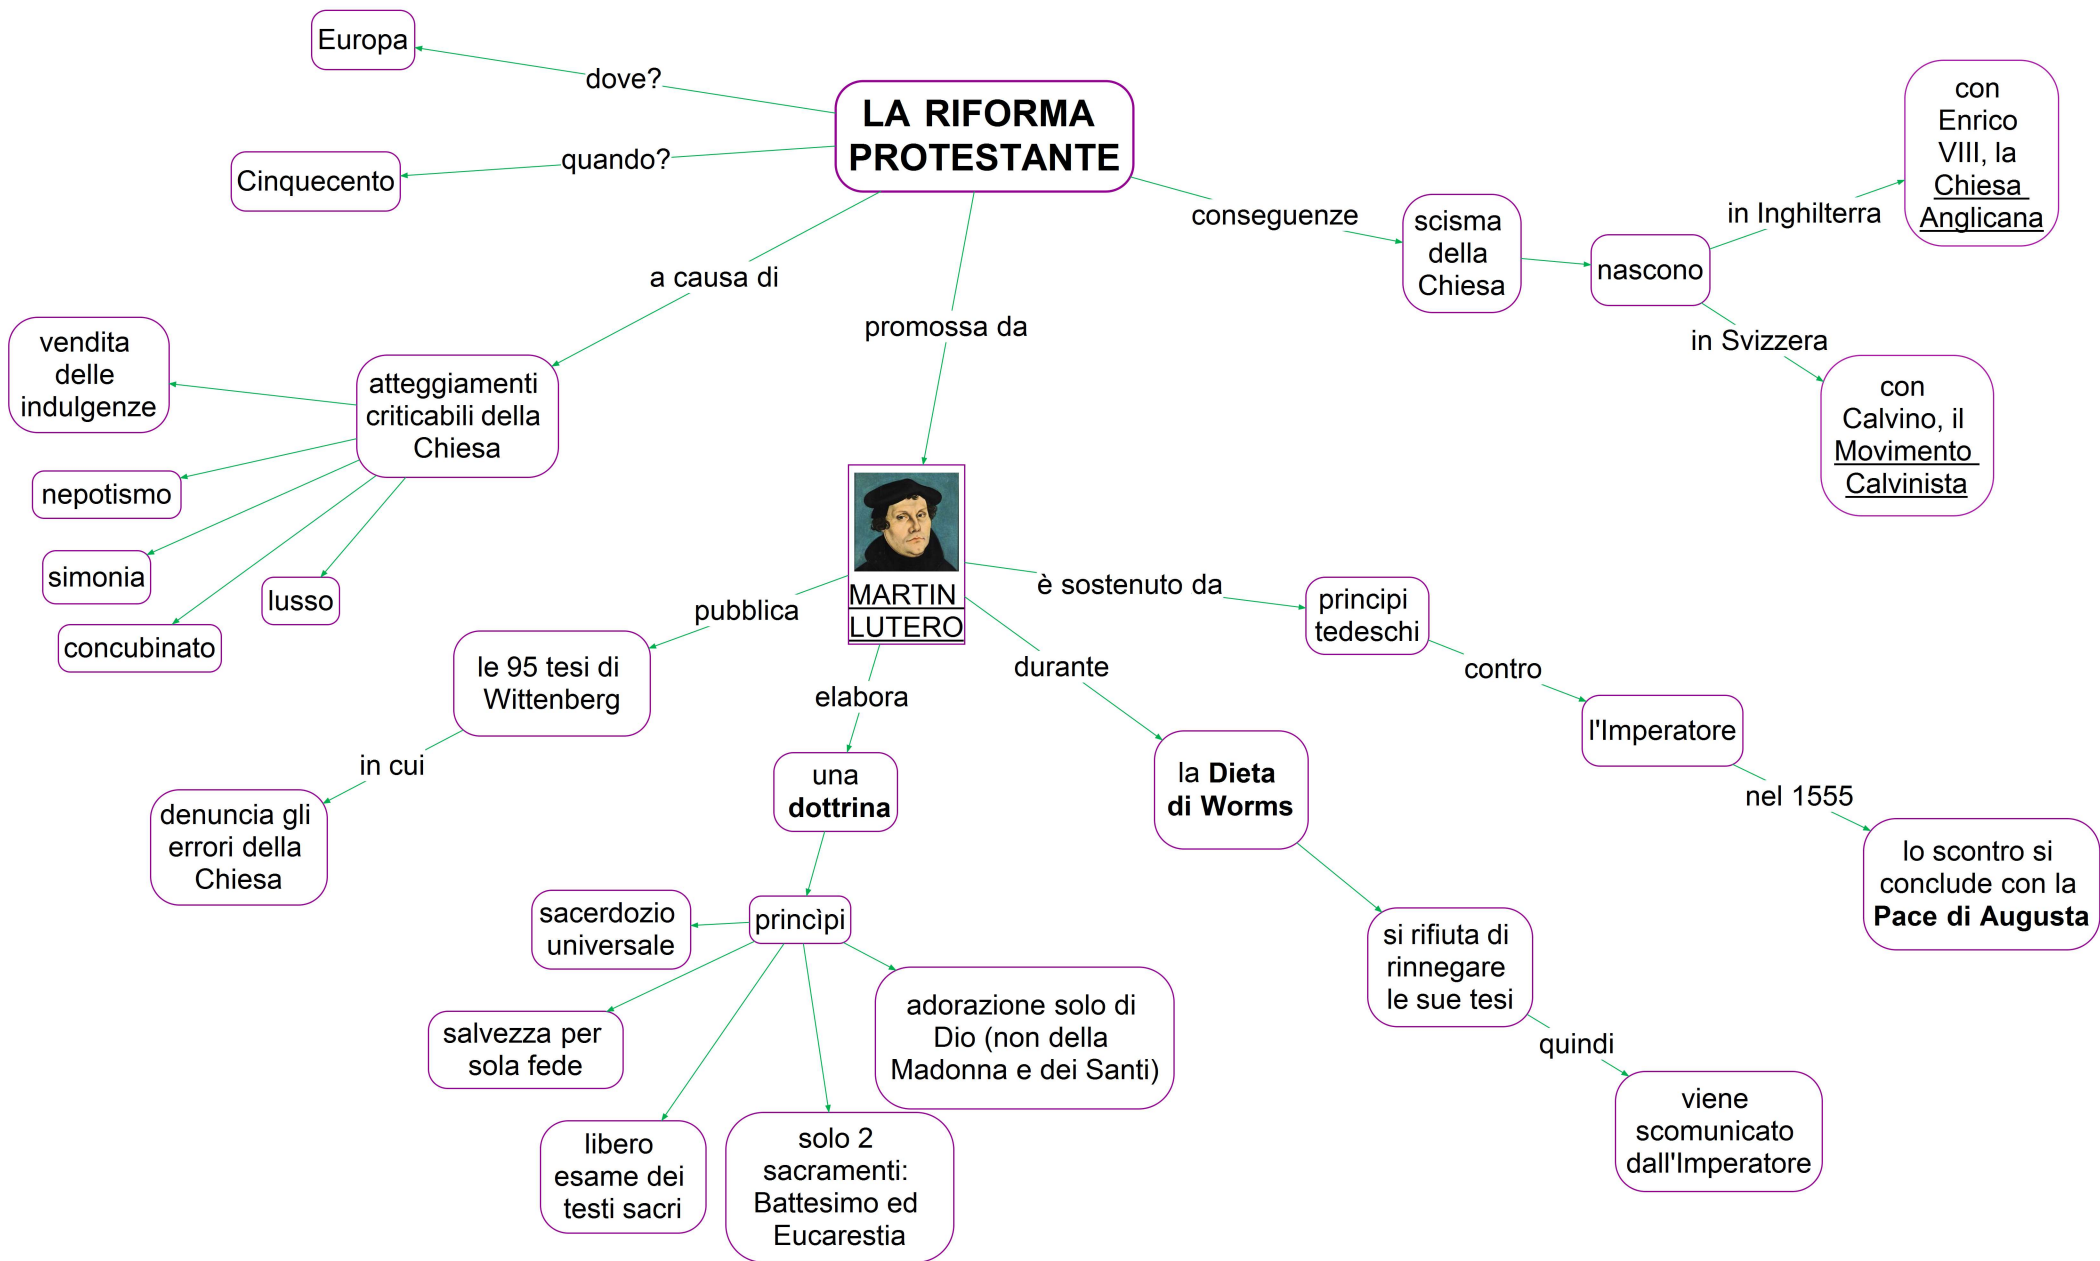 LA RIFORMA
PROTESTANTE
dove?
Europa
quando?
Cinquecento
a causa di
atteggiamenti
criticabili della
Chiesa
vendita
delle
indulgenze
nepotismo
simonia
concubinato
lusso
promossa da
MARTIN
LUTERO
pubblica
le 95 tesi di
Wittenberg
in cui
denuncia gli
errori della
Chiesa
elabora
una
dottrina
princìpi
sacerdozio
universale
salvezza per
sola fede
libero
esame dei
testi sacri
solo 2
sacramenti:
Battesimo ed
Eucarestia
adorazione solo di
Dio (non della
Madonna e dei Santi)
durante
la Dieta
di Worms
si rifiuta di
rinnegare
le sue tesi
quindi
viene
scomunicato
dall'Imperatore
è sostenuto da
principi
tedeschi
contro
l'Imperatore
nel 1555
lo scontro si
conclude con la
Pace di Augusta
conseguenze
scisma
della
Chiesa
nascono
in Inghilterra
con
Enrico
VIII, la
Chiesa
Anglicana
in Svizzera
con
Calvino, il
Movimento
Calvinista